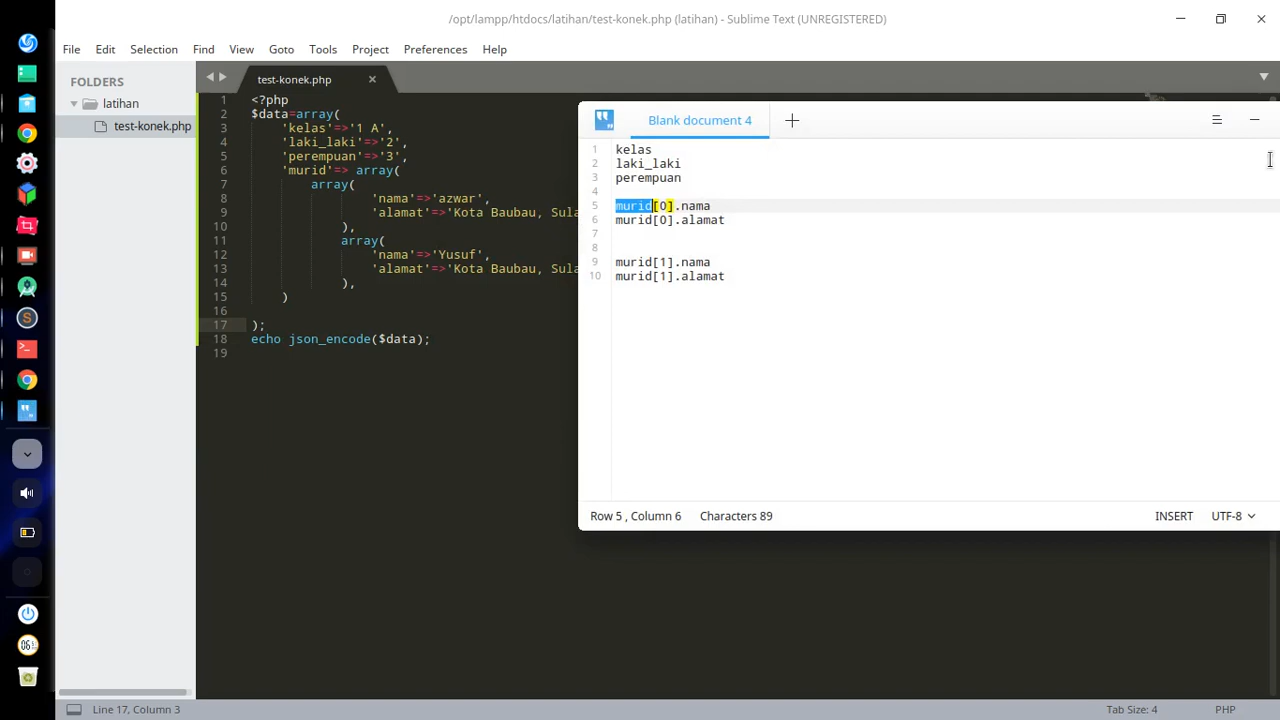 /opt/lampp/htdocs/latihan/test-konek.php (latihan) - Sublime Text (UNREGISTERED)
File Edit Selection Find View Goto Tools Project Preferences Help
FOLDERS
latihan
test-konek.php
test-konek.php
1 <?php
2 $data=array(
3 'kelas'=>'1 A',
4 'laki_laki'=>'2',
5 'perempuan'=>'3',
6 'murid'=> array(
7 array(
8 'nama'=>'azwar',
9 'alamat'=>'Kota Baubau, Sula
10 ),
11 array(
12 'nama'=>'Yusuf',
13 'alamat'=>'Kota Baubau, Sula
14 ),
15 )
16
17 );
18 echo json_encode($data);
19
Blank document 4
1 kelas
2 laki_laki
3 perempuan
4
5 murid[0].nama
6 murid[0].alamat
7
8
9 murid[1].nama
10 murid[1].alamat
Row 5 , Column 6 Characters 89 INSERT UTF-8
Line 17, Column 3 Tab Size: 4 PHP